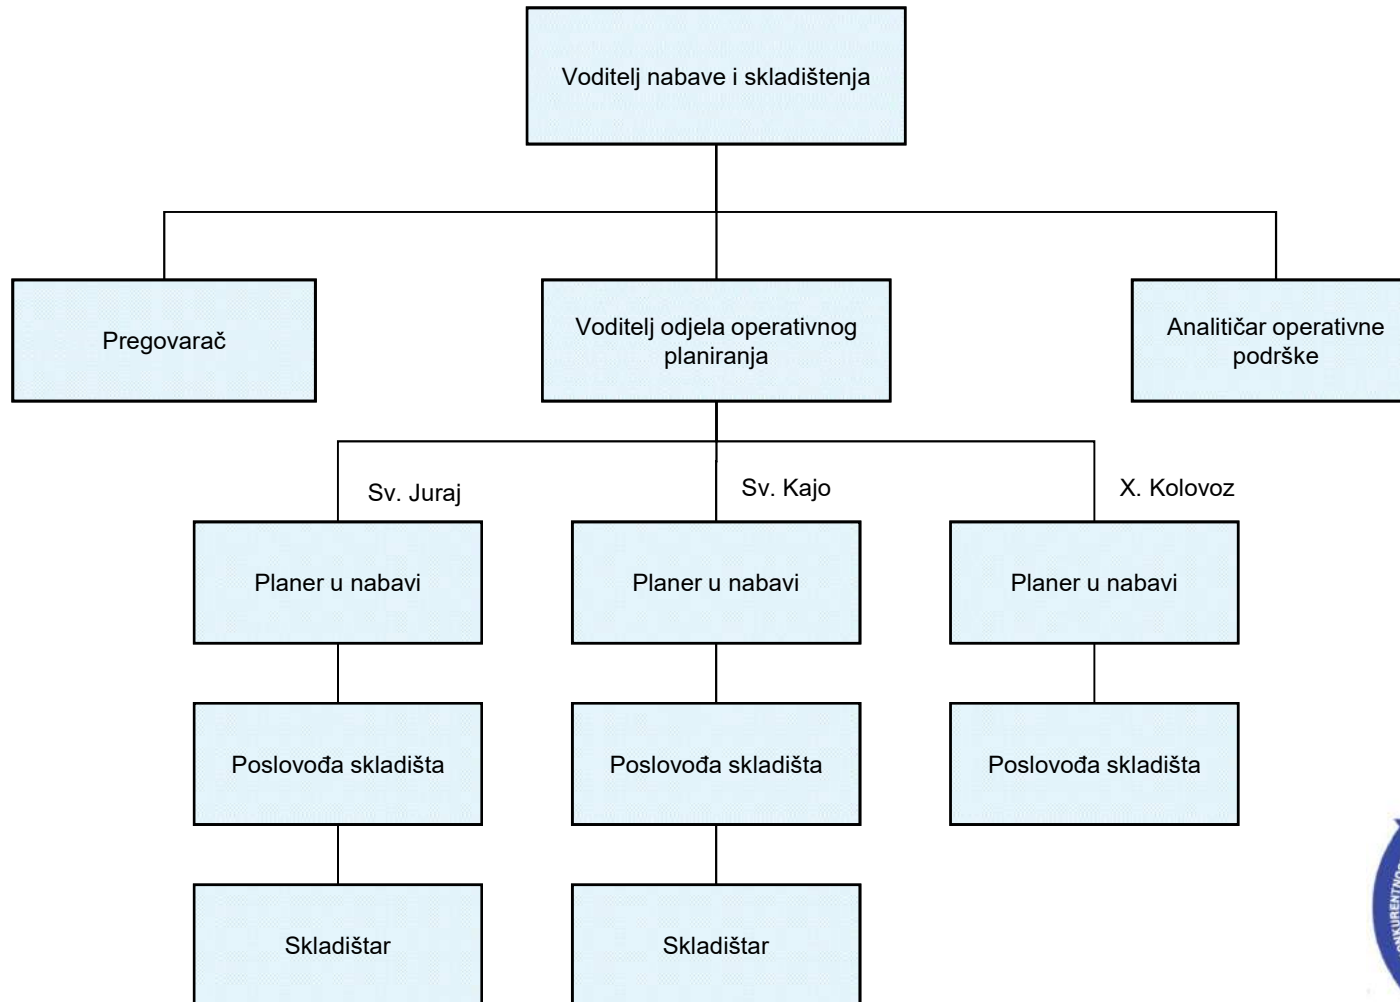 Voditelj nabave i skladištenja
Pregovarač
Voditelj odjela operativnog
planiranja
Analitičar operativne
podrške
Sv. Juraj
Sv. Kajo
X. Kolovoz
Planer u nabavi
Planer u nabavi
Planer u nabavi
Poslovođa skladišta
Poslovođa skladišta
Poslovođa skladišta
Skladištar
Skladištar